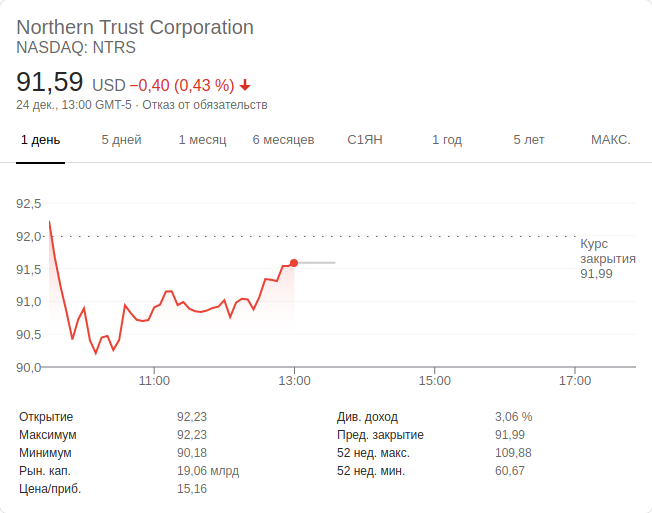 Northern Trust Corporation
NASDAQ: NTRS
91,59 USD −0,40 (0,43 %)
24 дек., 13:00 GMT-5 · Отказ от обязательств
1 день 5 дней 1 месяц 6 месяцев С1ЯН 1 год 5 лет МАКС.
92,5
92,0
91,5
91,0
90,5
90,0
Курс
закрытия
91,99
11:00 13:00 15:00 17:00
Открытие 92,23 Див. доход 3,06 %
Максимум 92,23 Пред. закрытие 91,99
Минимум 90,18 52 нед. макс. 109,88
Рын. кап. 19,06 млрд 52 нед. мин. 60,67
Цена/приб. 15,16